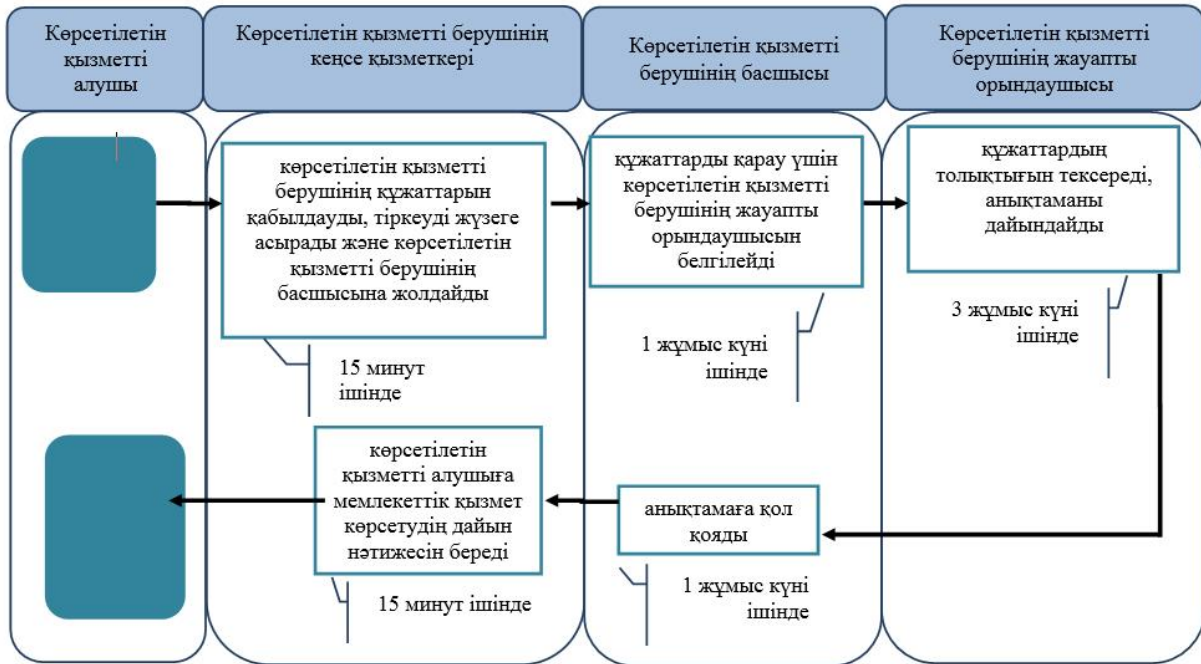 Көрсетілетін
қызметті
алушы
Көрсетілетін қызметті берушінің
кеңсе қызметкері
Көрсетілетін қызметті
берушінің басшысы
Көрсетілетін қызметті
берушінің жауапты
орындаушысы
көрсетілетін қызметті
берушінің құжаттарын
қабылдауды, тіркеуді жүзеге
асырады және көрсетілетін
қызметті берушінің
басшысына жолдайды
15 минут
ішінде
құжаттарды қарау үшін
көрсетілетін қызметті
берушінің жауапты
орындаушысын
белгілейді
1 жұмыс күні
ішінде
құжаттардың
толықтығын тексереді,
анықтаманы
дайындайды
3 жұмыс күні
ішінде
көрсетілетін
қызметті алушыға
мемлекеттік қызмет
көрсетудің дайын
нәтижесін береді
15 минут ішінде
анықтамаға қол
қояды
1 жұмыс күні
ішінде